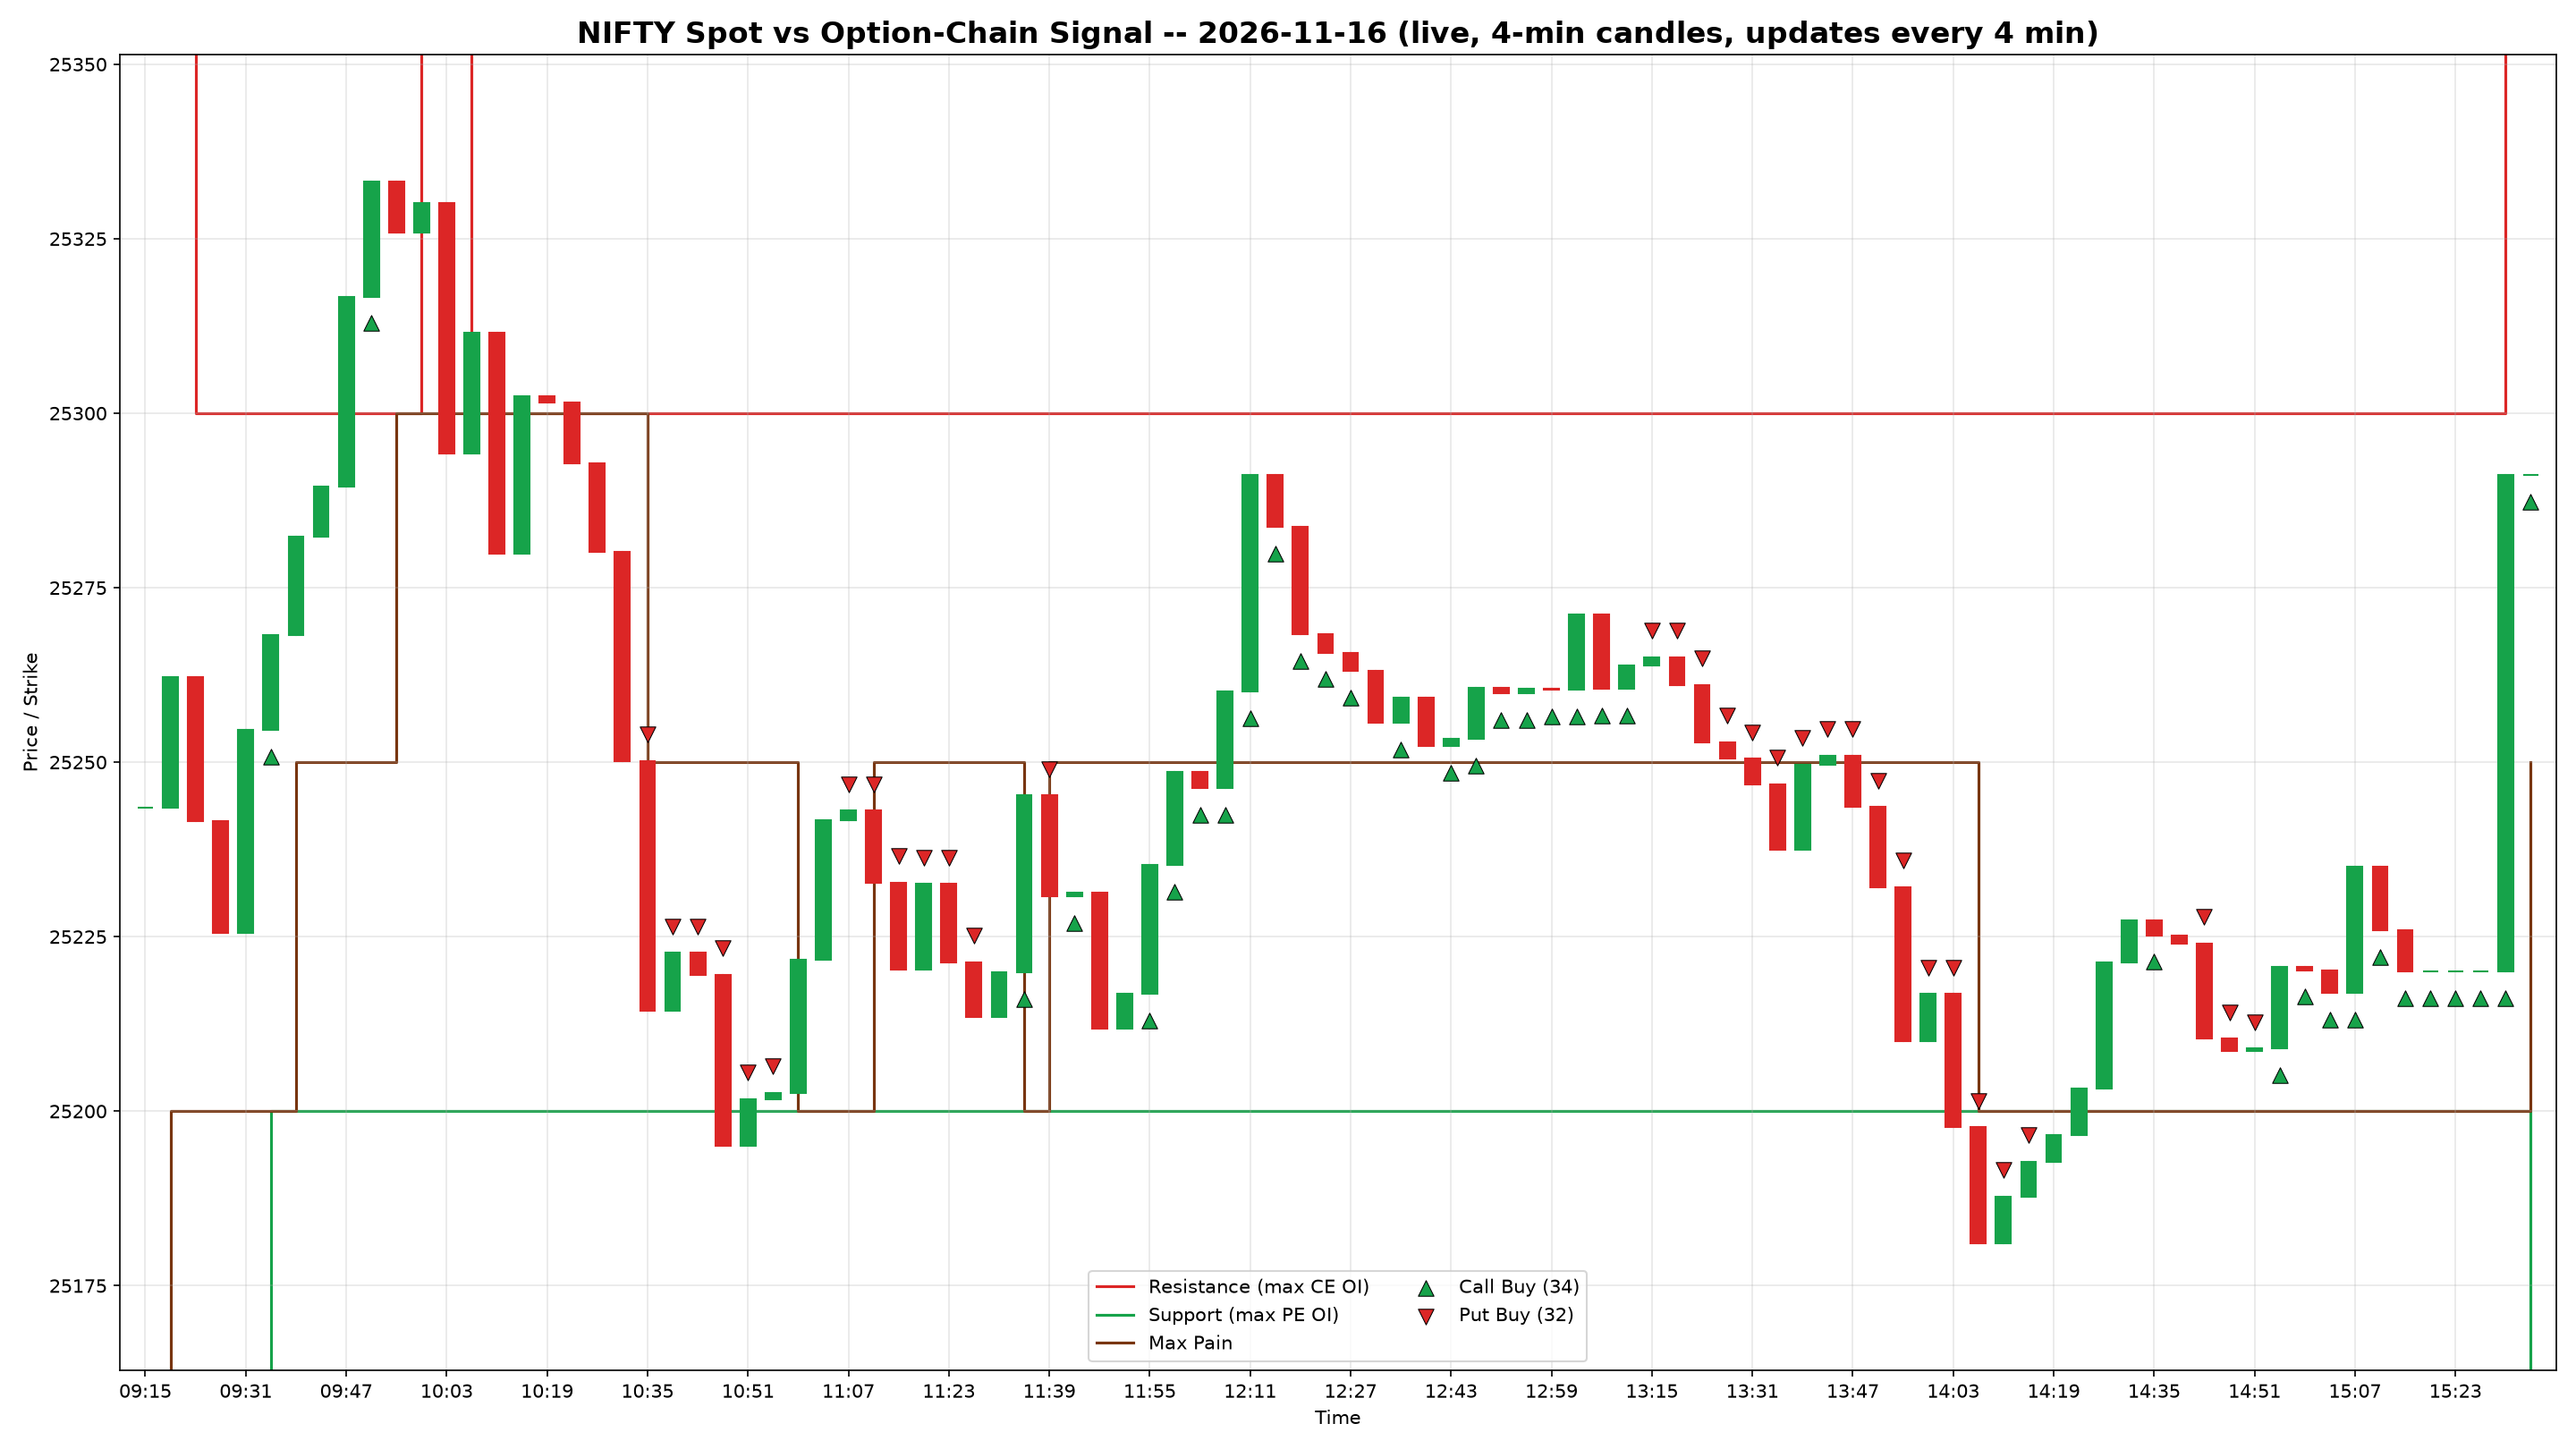 NIFTY Spot vs Option-Chain Signal -- 2026-11-16 (live, 4-min candles, updates every 4 min)
Price / Strike
25350
25325
25300
25275
25250
25225
25200
25175
Resistance (max CE OI)
Support (max PE OI)
Max Pain
Call Buy (34)
Put Buy (32)
09:15 09:31 09:47 10:03 10:19 10:35 10:51 11:07 11:23 11:39 11:55 12:11 12:27 12:43 12:59 13:15 13:31 13:47 14:03 14:19 14:35 14:51 15:07 15:23
Time